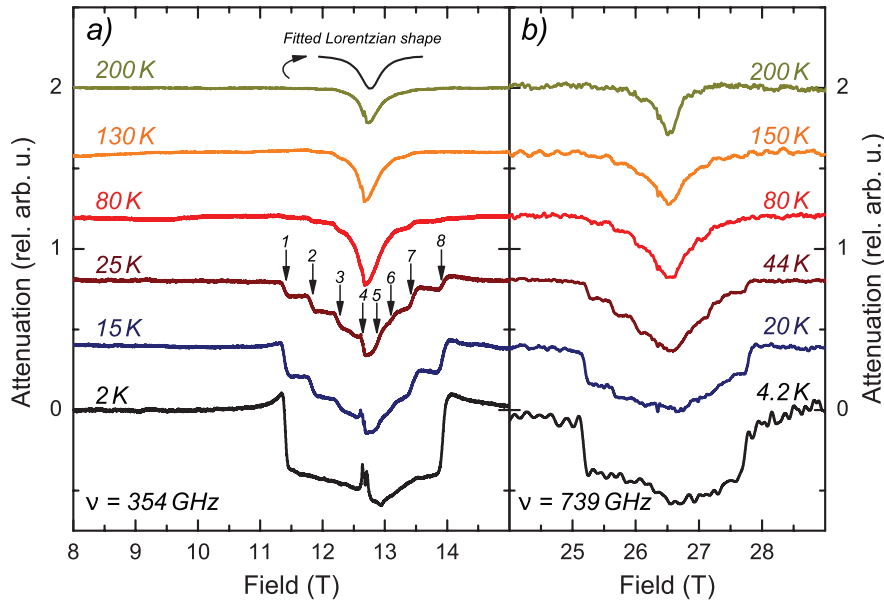 a)
Fitted Lorentzian shape
b)
200 K
130 K
80 K
25 K
15 K
2 K
1 2 3 4 5 6 7 8
ν = 354 GHz
200 K
150 K
80 K
44 K
20 K
4.2 K
ν = 739 GHz
2
1
0
2
1
0
8 9 10 11 12 13 14
25 26 27 28
Field (T)
Field (T)
Attenuation (rel. arb. u.)
Attenuation (rel. arb. u.)